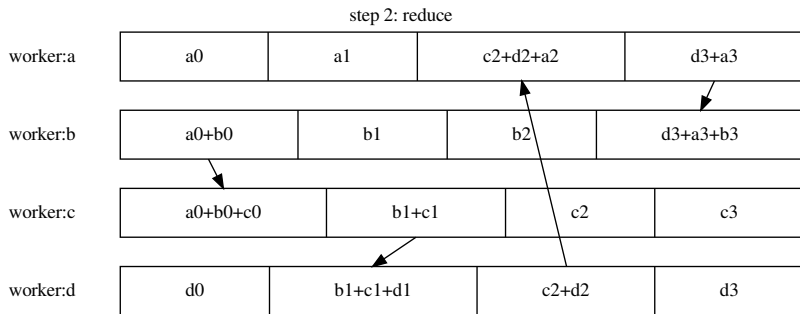 step 2: reduce
worker:a a0 a1 c2+d2+a2 d3+a3
worker:b a0+b0 b1 b2 d3+a3+b3
worker:c a0+b0+c0 b1+c1 c2 c3
worker:d d0 b1+c1+d1 c2+d2 d3